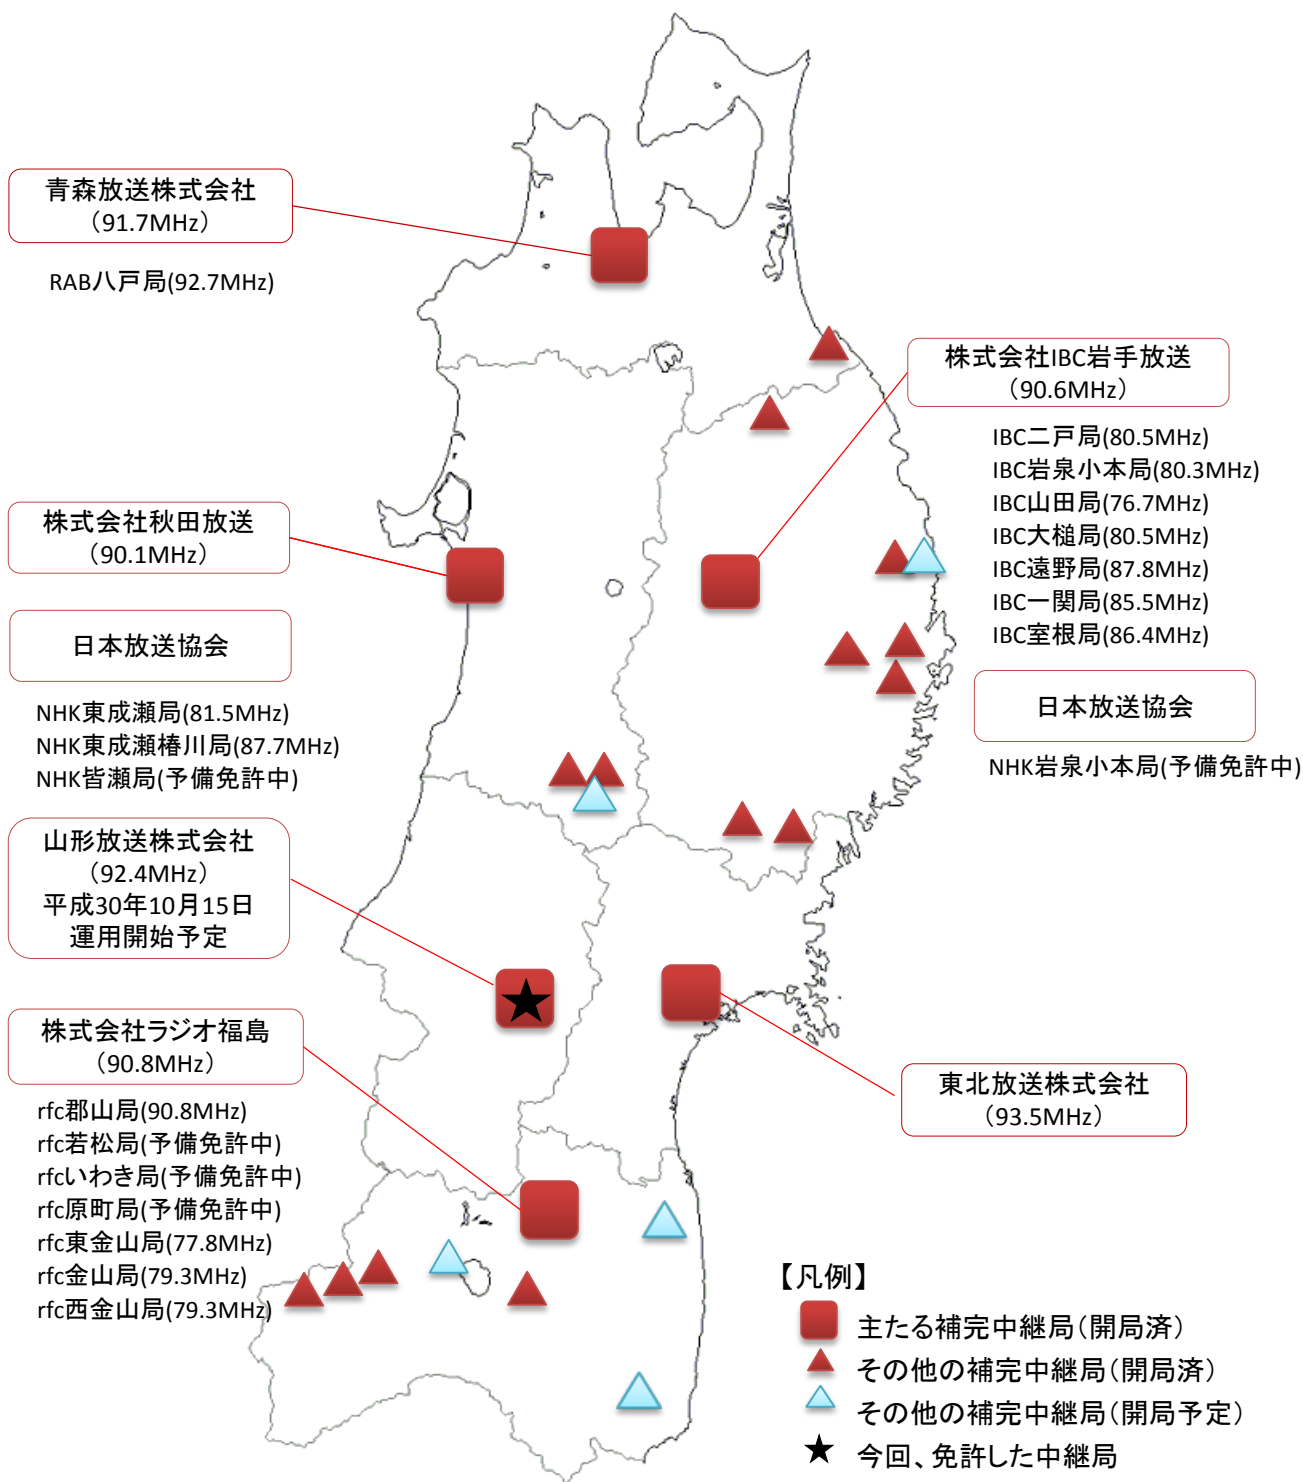 青森放送株式会社
（91.7MHz）
RAB八戸局(92.7MHz)
株式会社IBC岩手放送
（90.6MHz）
IBC二戸局(80.5MHz)
IBC岩泉小本局(80.3MHz)
IBC山田局(76.7MHz)
IBC大槌局(80.5MHz)
IBC遠野局(87.8MHz)
IBC一関局(85.5MHz)
IBC室根局(86.4MHz)
日本放送協会
NHK岩泉小本局(予備免許中)
株式会社秋田放送
（90.1MHz）
日本放送協会
NHK東成瀬局(81.5MHz)
NHK東成瀬椿川局(87.7MHz)
NHK皆瀬局(予備免許中)
山形放送株式会社
（92.4MHz）
平成30年10月15日
運用開始予定
株式会社ラジオ福島
（90.8MHz）
rfc郡山局(90.8MHz)
rfc若松局(予備免許中)
rfcいわき局(予備免許中)
rfc原町局(予備免許中)
rfc東金山局(77.8MHz)
rfc金山局(79.3MHz)
rfc西金山局(79.3MHz)
東北放送株式会社
（93.5MHz）
【凡例】
主たる補完中継局（開局済）
その他の補完中継局（開局済）
その他の補完中継局（開局予定）
今回、免許した中継局